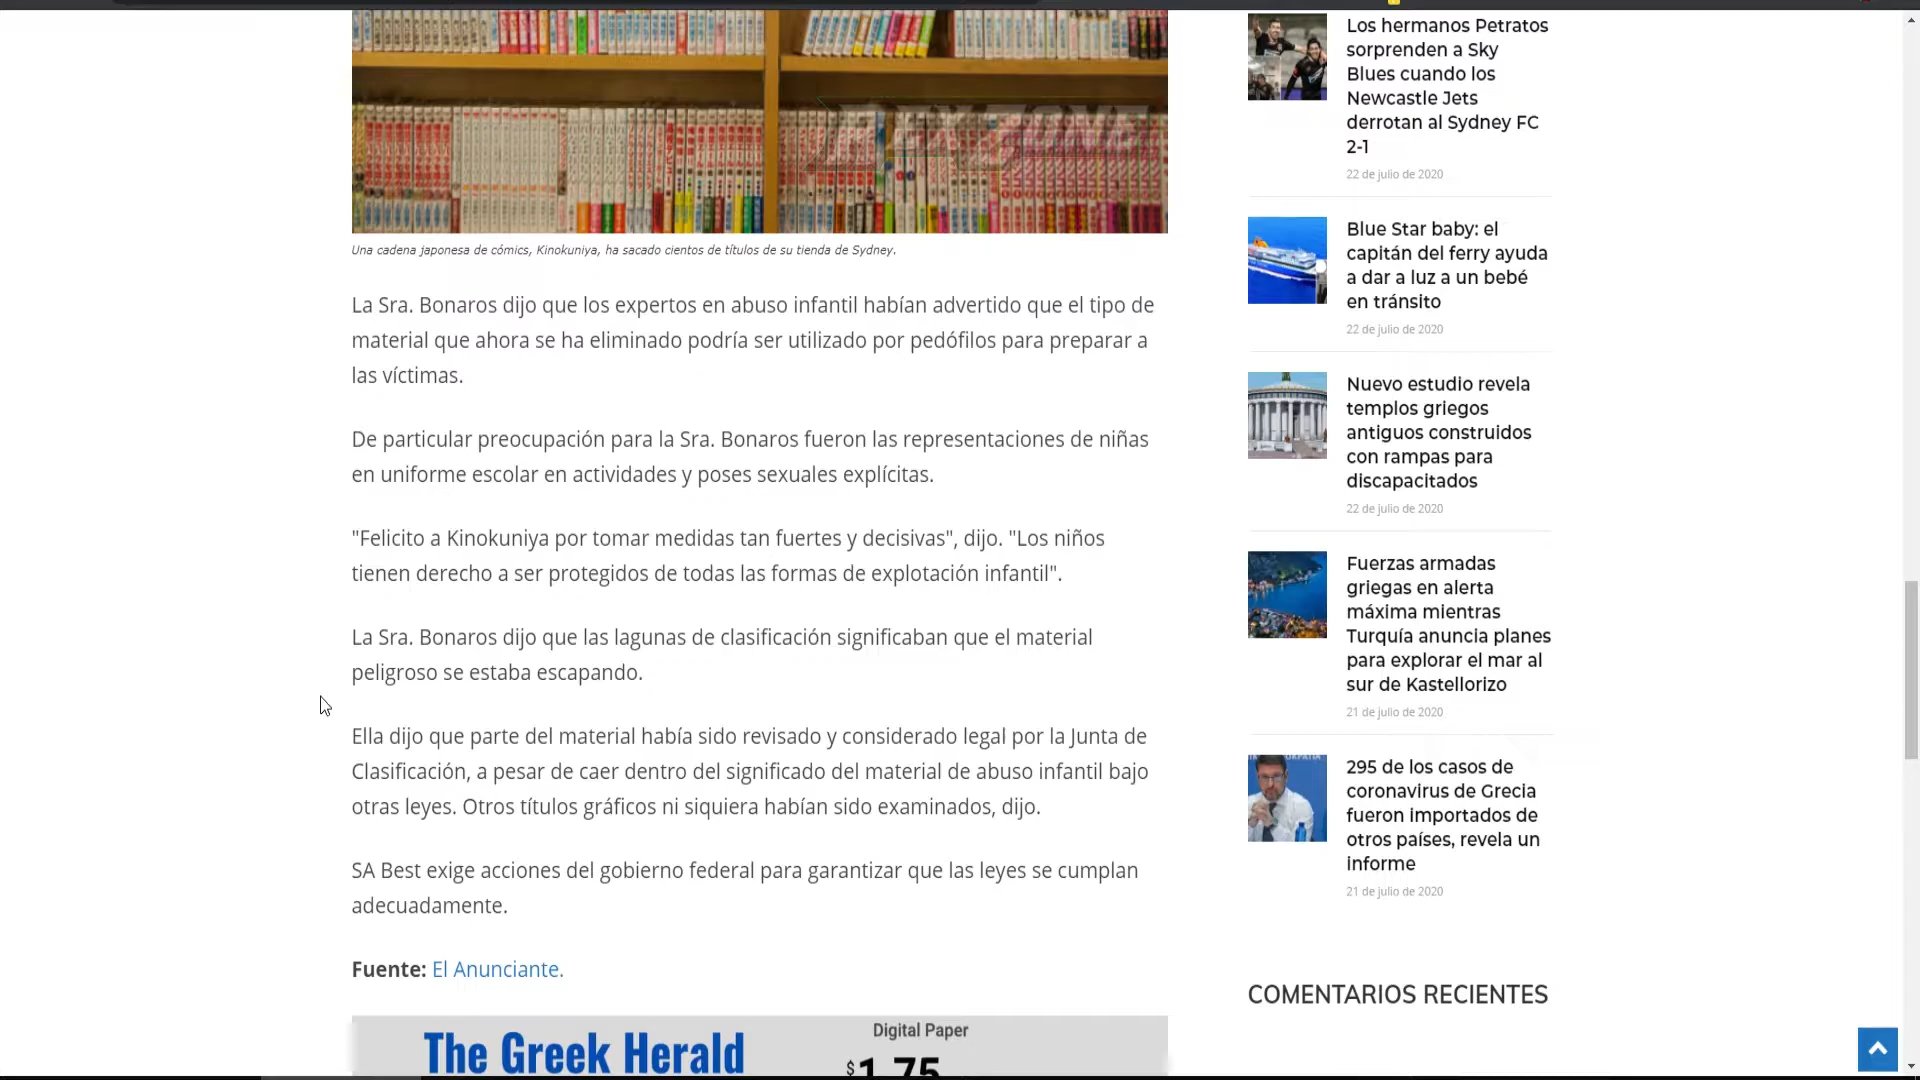 Una cadena japonesa de cómics, Kinokuniya, ha sacado cientos de títulos de su tienda de Sydney.
La Sra. Bonaros dijo que los expertos en abuso infantil habían advertido que el tipo de
material que ahora se ha eliminado podría ser utilizado por pedófilos para preparar a
las víctimas.
De particular preocupación para la Sra. Bonaros fueron las representaciones de niñas
en uniforme escolar en actividades y poses sexuales explícitas.
"Felicito a Kinokuniya por tomar medidas tan fuertes y decisivas", dijo. "Los niños
tienen derecho a ser protegidos de todas las formas de explotación infantil".
La Sra. Bonaros dijo que las lagunas de clasificación significaban que el material
peligroso se estaba escapando.
Ella dijo que parte del material había sido revisado y considerado legal por la Junta de
Clasificación, a pesar de caer dentro del significado del material de abuso infantil bajo
otras leyes. Otros títulos gráficos ni siquiera habían sido examinados, dijo.
SA Best exige acciones del gobierno federal para garantizar que las leyes se cumplan
adecuadamente.
Fuente: El Anunciante.
The Greek Herald
Digital Paper
$1.75
Los hermanos Petratos
sorprenden a Sky
Blues cuando los
Newcastle Jets
derrotan al Sydney FC
2-1
22 de julio de 2020
Blue Star baby: el
capitán del ferry ayuda
a dar a luz a un bebé
en tránsito
22 de julio de 2020
Nuevo estudio revela
templos griegos
antiguos construidos
con rampas para
discapacitados
22 de julio de 2020
Fuerzas armadas
griegas en alerta
máxima mientras
Turquía anuncia planes
para explorar el mar al
sur de Kastellorizo
21 de julio de 2020
295 de los casos de
coronavirus de Grecia
fueron importados de
otros países, revela un
informe
21 de julio de 2020
COMENTARIOS RECIENTES